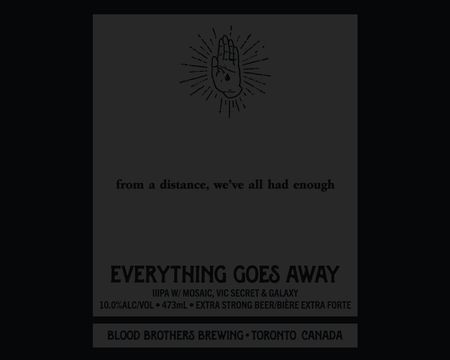 from a distance, we've all had enough
EVERYTHING GOES AWAY
IIIPA W/ MOSAIC, VIC SECRET & GALAXY
10.0%ALC/VOL • 473mL • EXTRA STRONG BEER/BIÈRE EXTRA FORTE
BLOOD BROTHERS BREWING • TORONTO CANADA